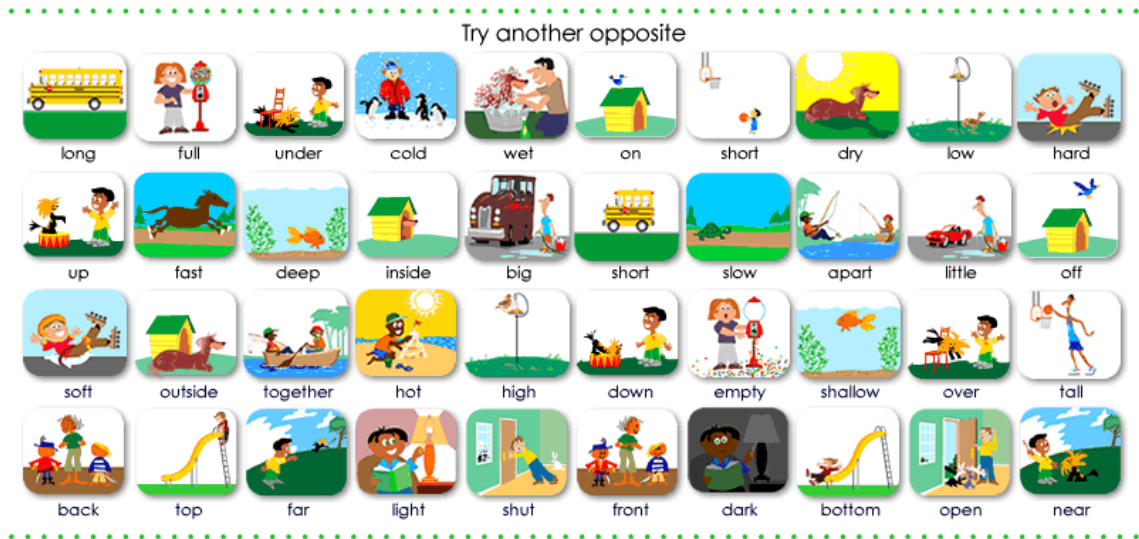 Try another opposite
long full under cold wet on short dry low hard
up fast deep inside big short slow apart little off
soft outside together hot high down empty shallow over tall
back top far light shut front dark bottom open near